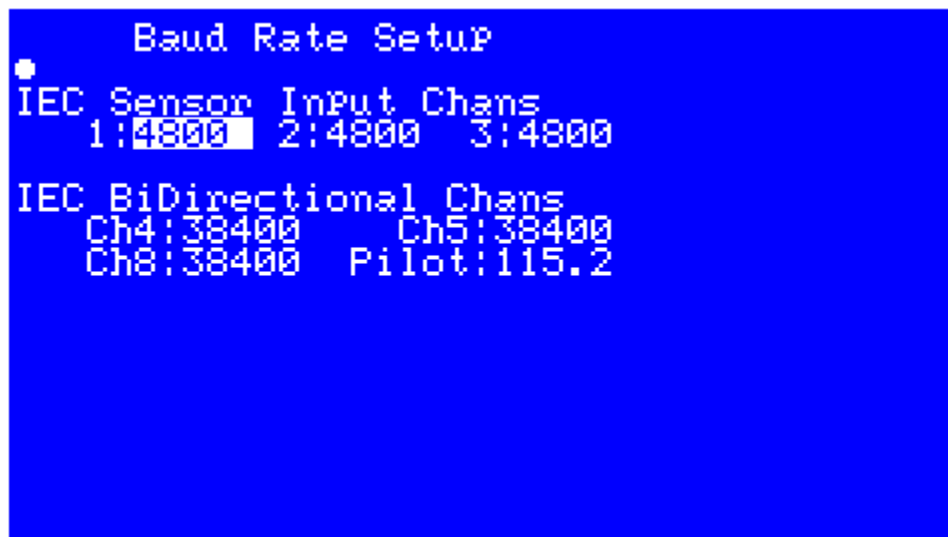 Baud Rate Setup
IEC Sensor Input Chans
1:4800 2:4800 3:4800
IEC BiDirectional Chans
Ch4:38400 Ch5:38400
Ch8:38400 Pilot:115.2